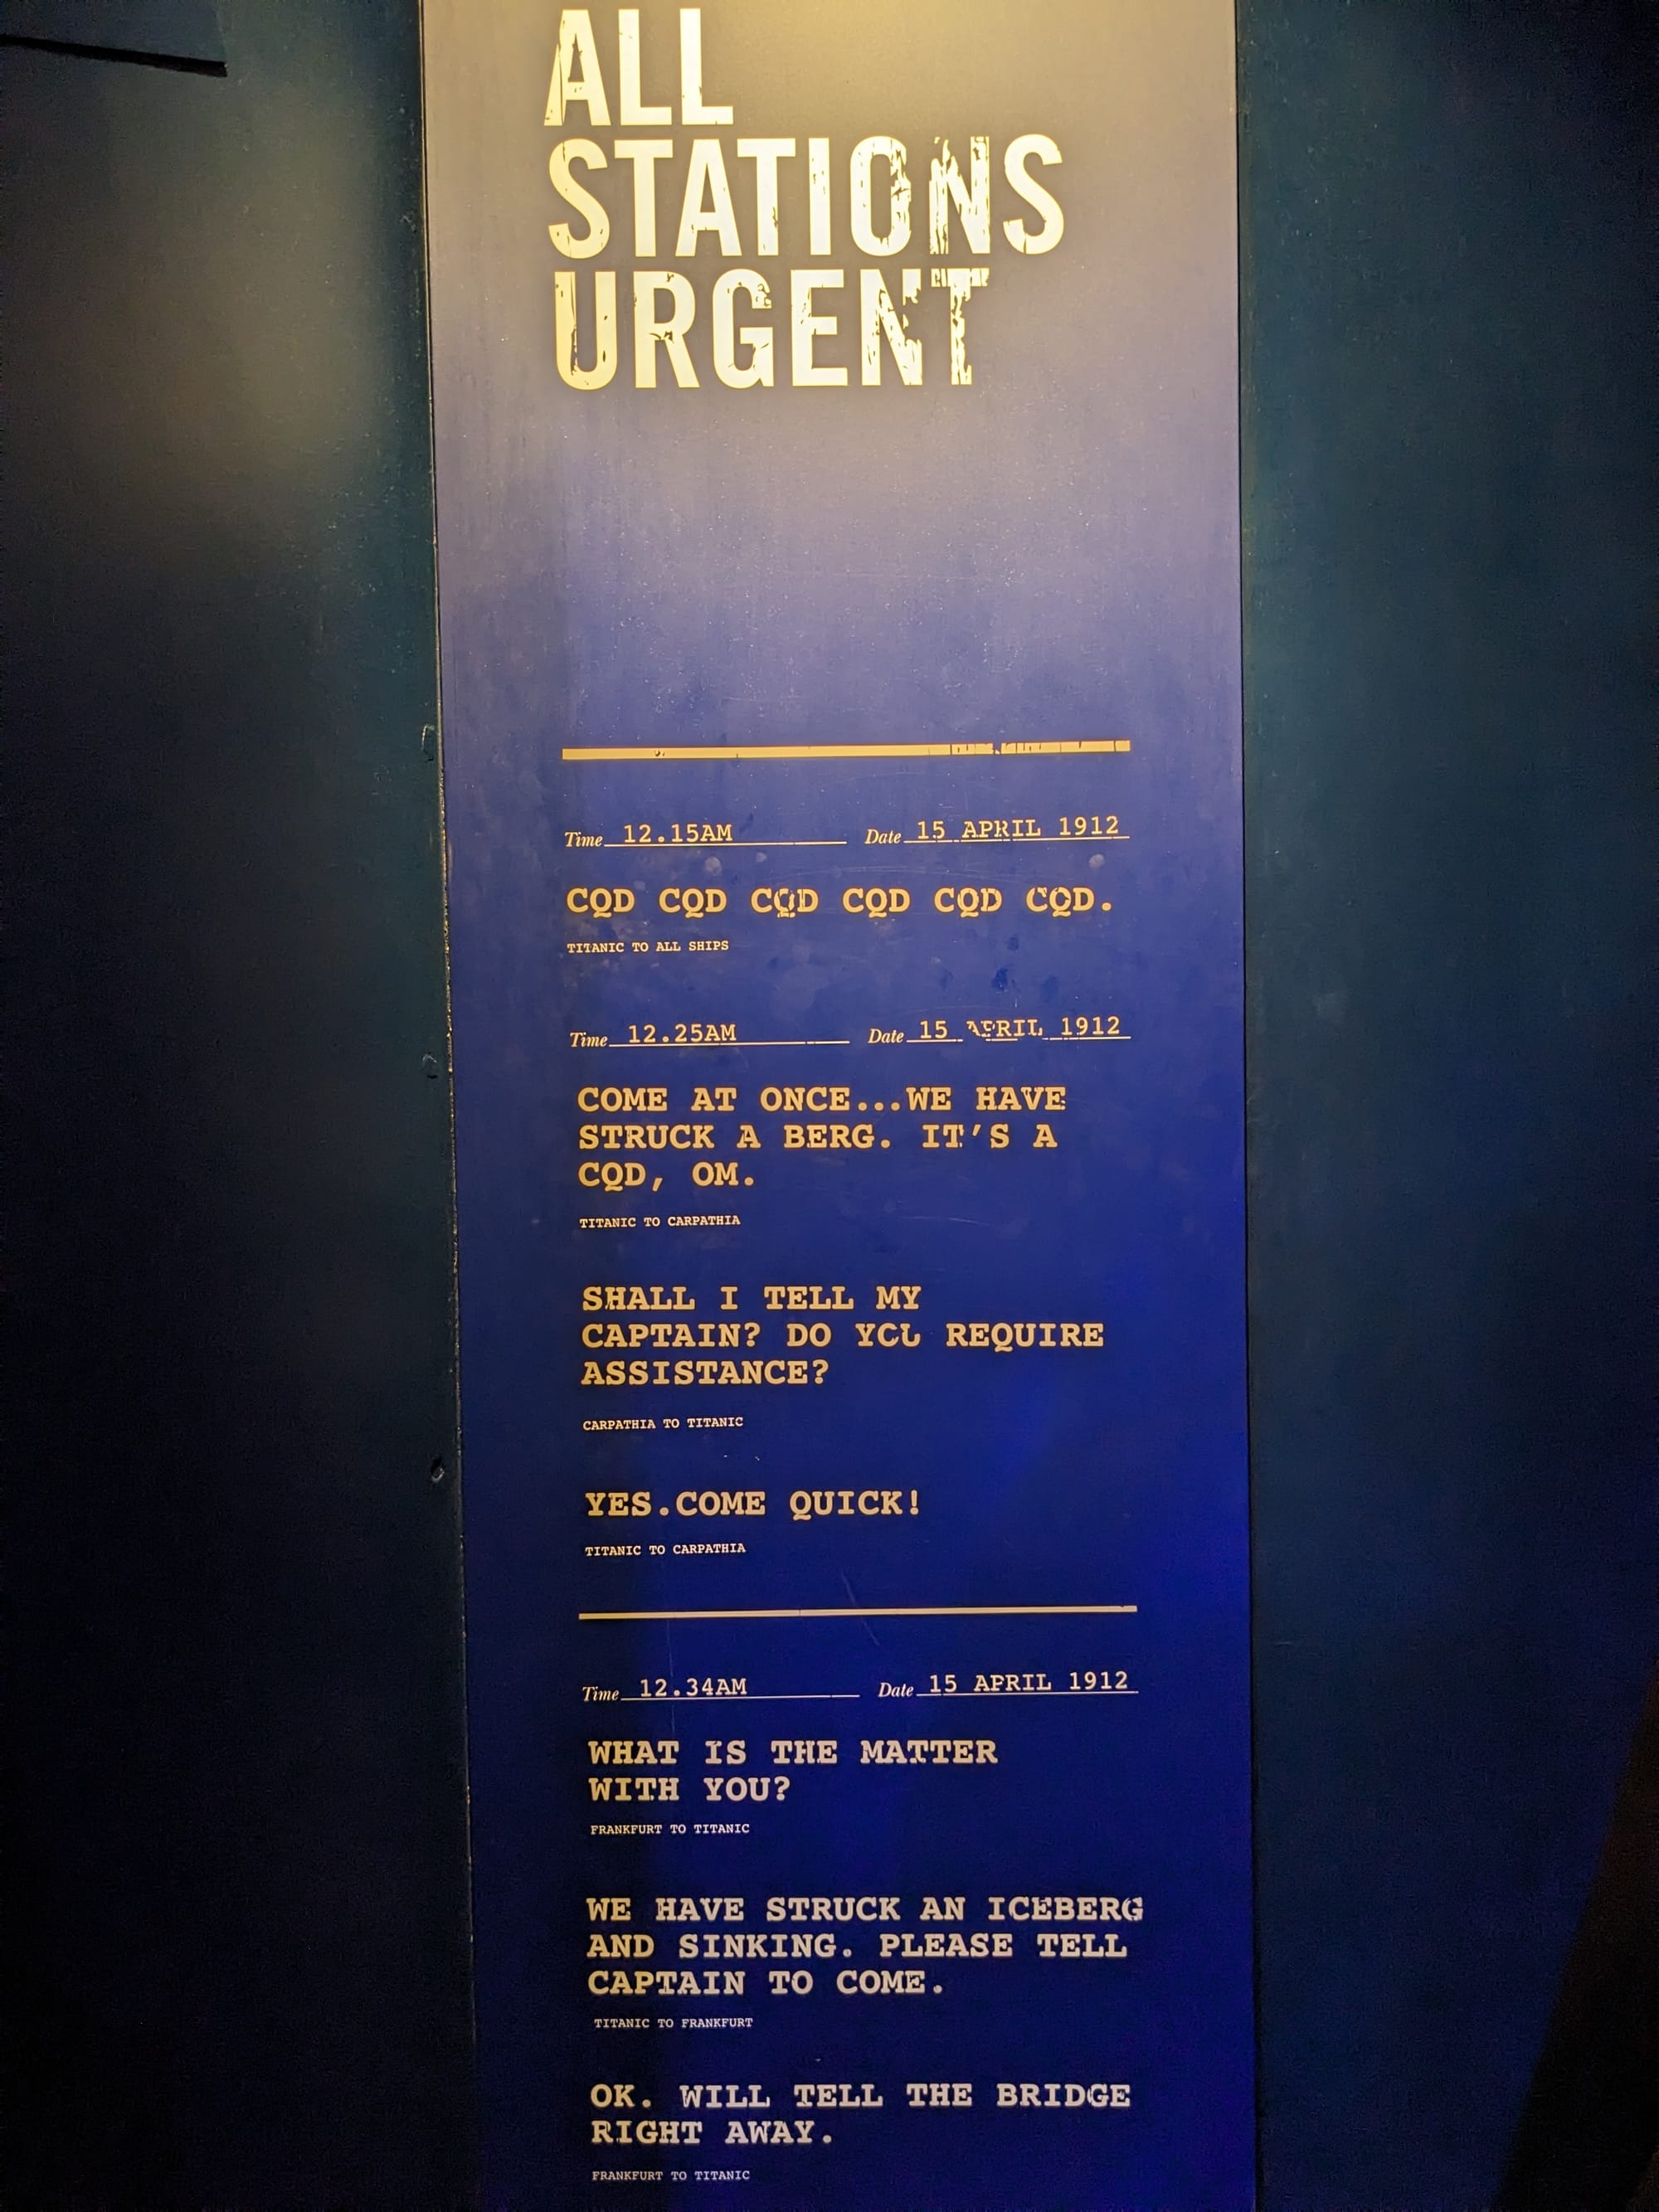 ALL
STATIONS
URGENT
Time 12.15AM Date 15 APRIL 1912
CQD CQD CQD CQD CQD CQD.
TITANIC TO ALL SHIPS
Time 12.25AM Date 15 APRIL 1912
COME AT ONCE...WE HAVE
STRUCK A BERG. IT'S A
CQD, OM.
TITANIC TO CARPATHIA
SHALL I TELL MY
CAPTAIN? DO YOU REQUIRE
ASSISTANCE?
CARPATHIA TO TITANIC
YES.COME QUICK!
TITANIC TO CARPATHIA
Time 12.34AM Date 15 APRIL 1912
WHAT IS THE MATTER
WITH YOU?
FRANKFURT TO TITANIC
WE HAVE STRUCK AN ICEBERG
AND SINKING. PLEASE TELL
CAPTAIN TO COME.
TITANIC TO FRANKFURT
OK. WILL TELL THE BRIDGE
RIGHT AWAY.
FRANKFURT TO TITANIC